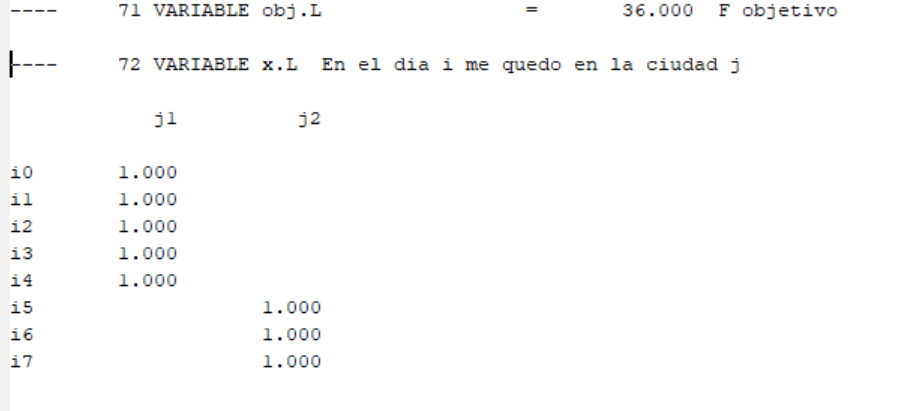 ----     71 VARIABLE obj.L                 =       36.000  F objetivo
----     72 VARIABLE x.L  En el dia i me quedo en la ciudad j
j1          j2
i0       1.000
i1       1.000
i2       1.000
i3       1.000
i4       1.000
i5                   1.000
i6                   1.000
i7                   1.000